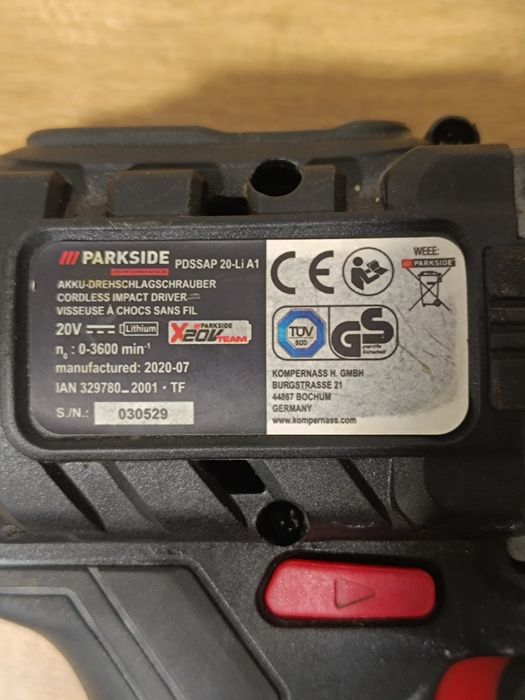 /// PARKSIDE
PERFORMANCE
PDSSAP 20-Li A1
AKKU-DREHSCHLAGSCHRAUBER
CORDLESS IMPACT DRIVER
VISSEUSE À CHOCS SANS FIL
20V Lithium
PARKSIDE
X20V TEAM
n₀ : 0-3600 min⁻¹
manufactured: 2020-07
IAN 329780_2001 · TF
S./N.: 030529
CE
WEEE:
/// PARKSIDE
TÜV
SÜD
GS
geprüfte
Sicherheit
KOMPERNASS H. GMBH
BURGSTRASSE 21
44867 BOCHUM
GERMANY
www.kompernass.com